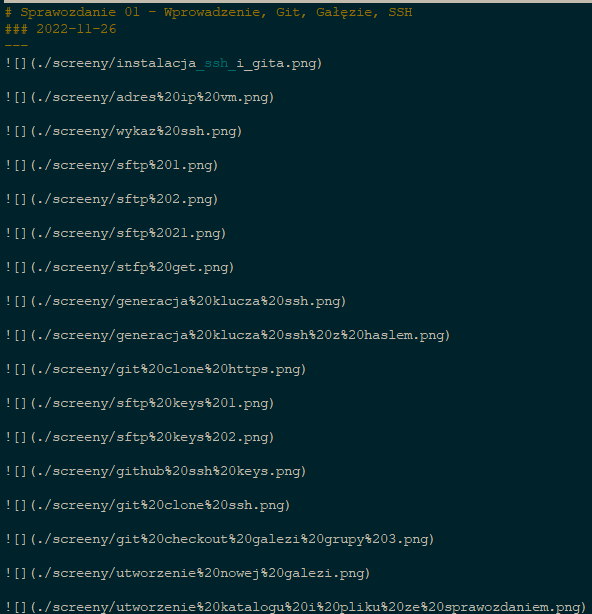 # Sprawozdanie 01 - Wprowadzenie, Git, Gałęzie, SSH
### 2022-11-26
---
![](./screeny/instalacja_ssh_i_gita.png)
![](./screeny/adres%20ip%20vm.png)
![](./screeny/wykaz%20ssh.png)
![](./screeny/sftp%201.png)
![](./screeny/sftp%202.png)
![](./screeny/sftp%2021.png)
![](./screeny/stfp%20get.png)
![](./screeny/generacja%20klucza%20ssh.png)
![](./screeny/generacja%20klucza%20ssh%20z%20haslem.png)
![](./screeny/git%20clone%20https.png)
![](./screeny/sftp%20keys%201.png)
![](./screeny/sftp%20keys%202.png)
![](./screeny/github%20ssh%20keys.png)
![](./screeny/git%20clone%20ssh.png)
![](./screeny/git%20checkout%20galezi%20grupy%203.png)
![](./screeny/utworzenie%20nowej%20galezi.png)
![](./screeny/utworzenie%20katalogu%20i%20pliku%20ze%20sprawozdaniem.png)